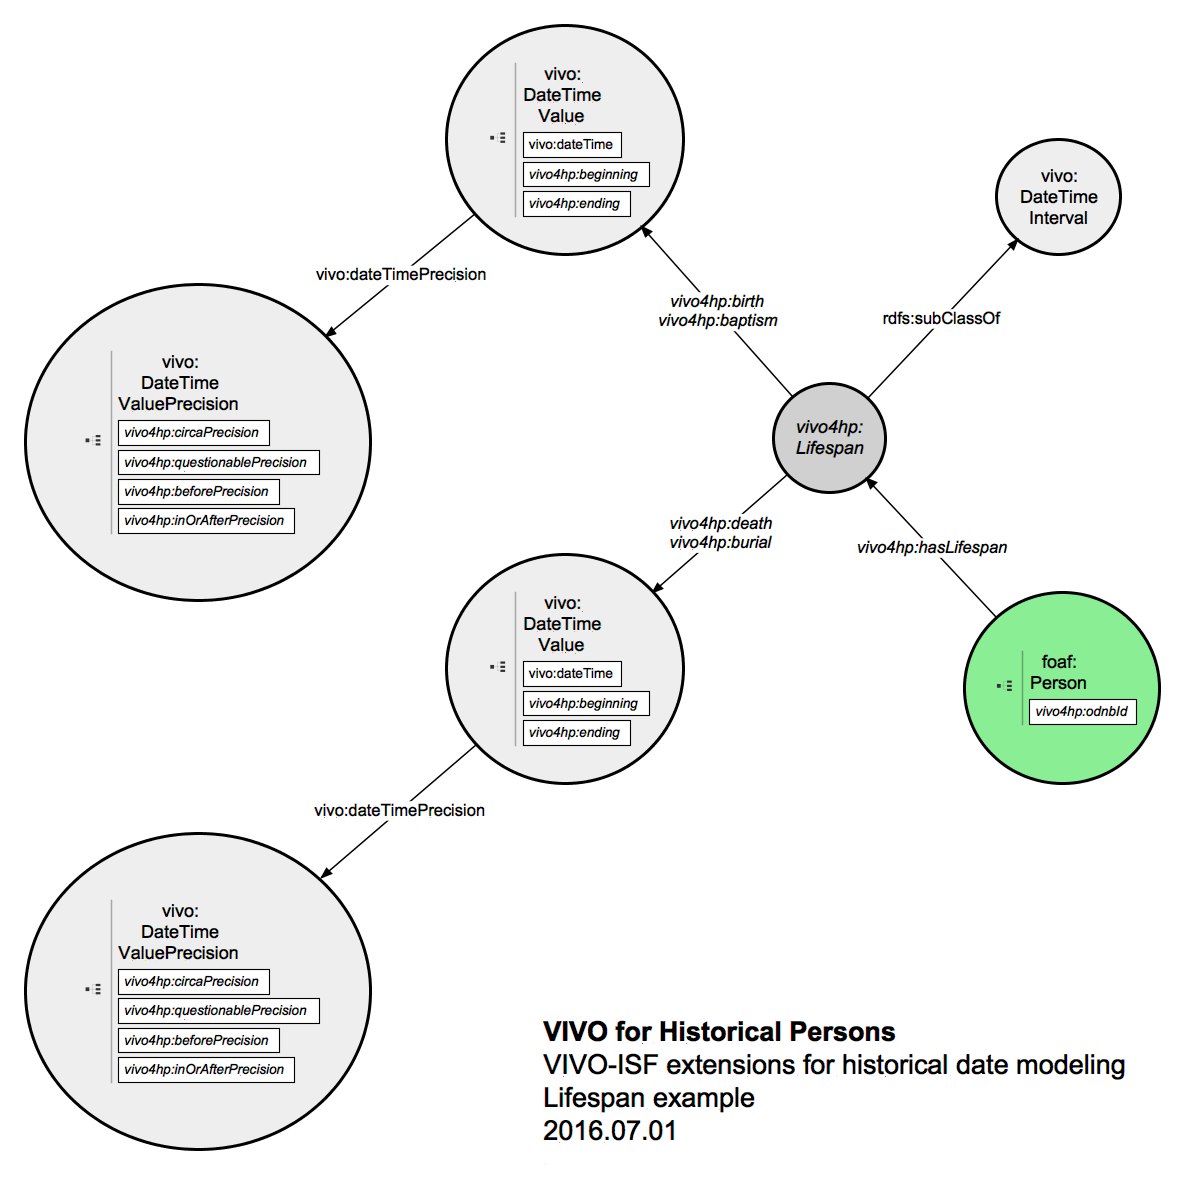 vivo:
DateTime
Value
vivo:dateTime
vivo4hp:beginning
vivo4hp:ending
vivo:
DateTime
Interval
vivo:dateTimePrecision
vivo4hp:birth
vivo4hp:baptism
rdfs:subClassOf
vivo:
DateTime
ValuePrecision
vivo4hp:circaPrecision
vivo4hp:questionablePrecision
vivo4hp:beforePrecision
vivo4hp:inOrAfterPrecision
vivo4hp:
Lifespan
vivo4hp:death
vivo4hp:burial
vivo4hp:hasLifespan
vivo:
DateTime
Value
vivo:dateTime
vivo4hp:beginning
vivo4hp:ending
foaf:
Person
vivo4hp:odnbId
vivo:dateTimePrecision
vivo:
DateTime
ValuePrecision
vivo4hp:circaPrecision
vivo4hp:questionablePrecision
vivo4hp:beforePrecision
vivo4hp:inOrAfterPrecision
VIVO for Historical Persons
VIVO-ISF extensions for historical date modeling
Lifespan example
2016.07.01